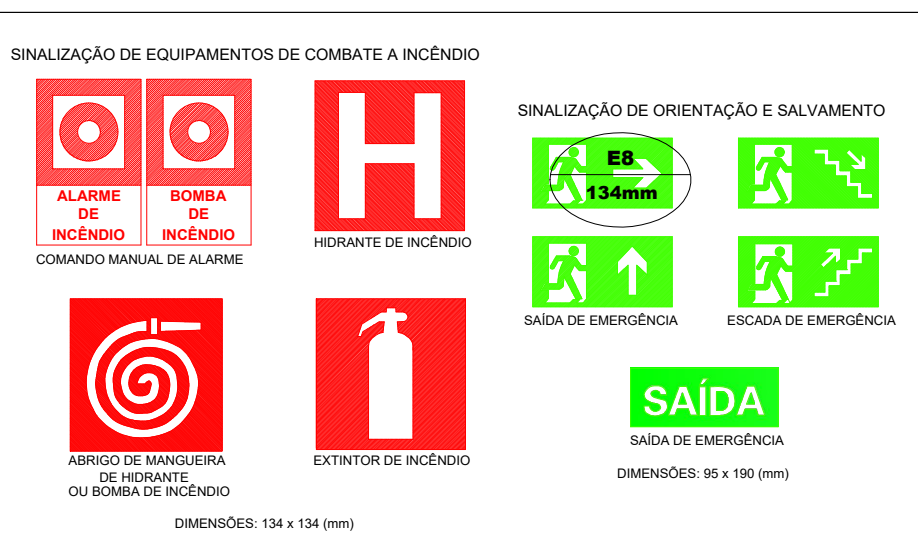 SINALIZAÇÃO DE EQUIPAMENTOS DE COMBATE A INCÊNDIO
ALARME
DE
INCÊNDIO
BOMBA
DE
INCÊNDIO
COMANDO MANUAL DE ALARME
H
HIDRANTE DE INCÊNDIO
ABRIGO DE MANGUEIRA
DE HIDRANTE
OU BOMBA DE INCÊNDIO
EXTINTOR DE INCÊNDIO
DIMENSÕES: 134 x 134 (mm)
SINALIZAÇÃO DE ORIENTAÇÃO E SALVAMENTO
E8
134mm
SAÍDA DE EMERGÊNCIA
ESCADA DE EMERGÊNCIA
SAÍDA
SAÍDA DE EMERGÊNCIA
DIMENSÕES: 95 x 190 (mm)